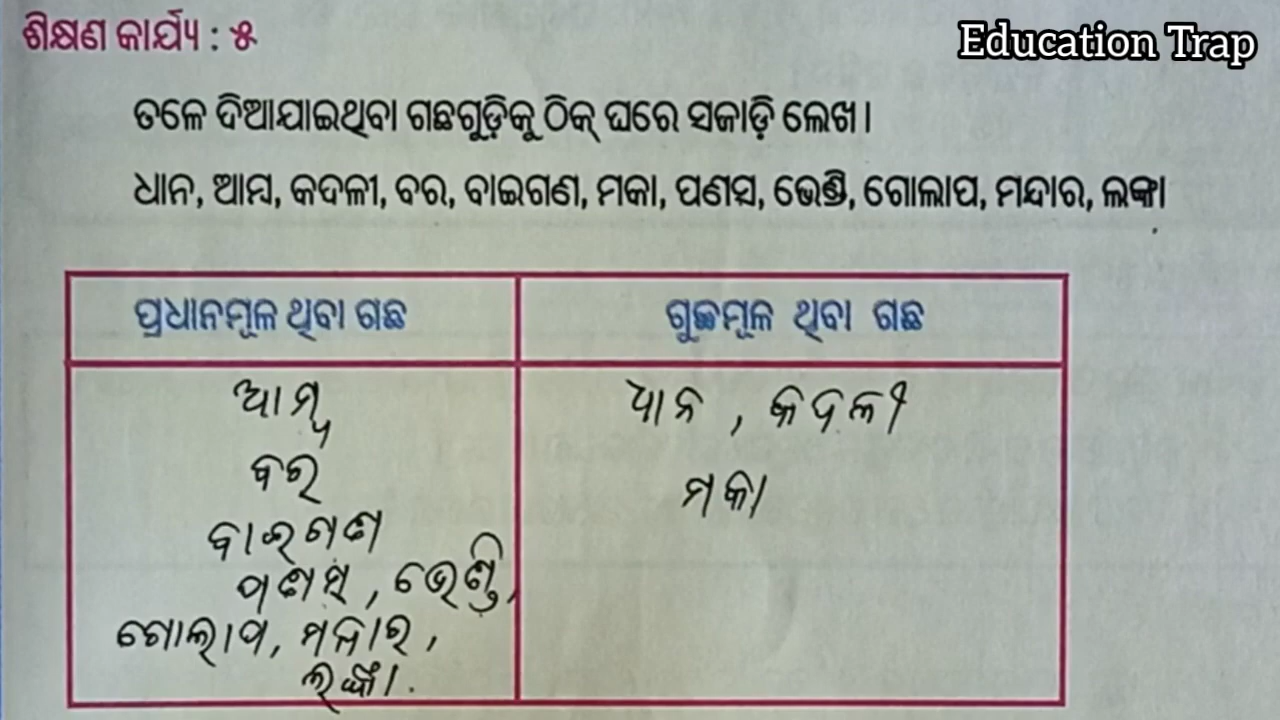 ଶିକ୍ଷଣ କାର୍ଯ୍ୟ : ୫
Education Trap
ତଳେ ଦିଆଯାଇଥିବା ଗଛଗୁଡ଼ିକୁ ଠିକ୍ ଘରେ ସଜାଡ଼ି ଲେଖ।
ଧାନ, ଆମ୍ବ, କଦଳୀ, ବର, ବାଇଗଣ, ମକା, ପଣସ, ଭେଣ୍ଡି, ଗୋଲାପ, ମନ୍ଦାର, ଲଙ୍କା
ପ୍ରଧାନମୂଳ ଥିବା ଗଛ
ଗୁଚ୍ଛମୂଳ ଥିବା ଗଛ
ଆମ୍ବ
ବର
ବାଇଗଣ
ପଣସ, ଭେଣ୍ଡି,
ଗୋଲାପ, ମନ୍ଦାର,
ଲଙ୍କା.
ଧାନ, କଦଳୀ
ମକା